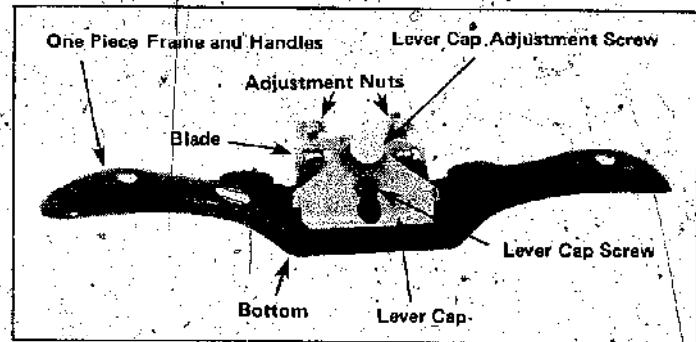 One Piece Frame and Handles
Lever Cap Adjustment Screw
Adjustment Nuts
Blade
Lever Cap Screw
Bottom
Lever Cap